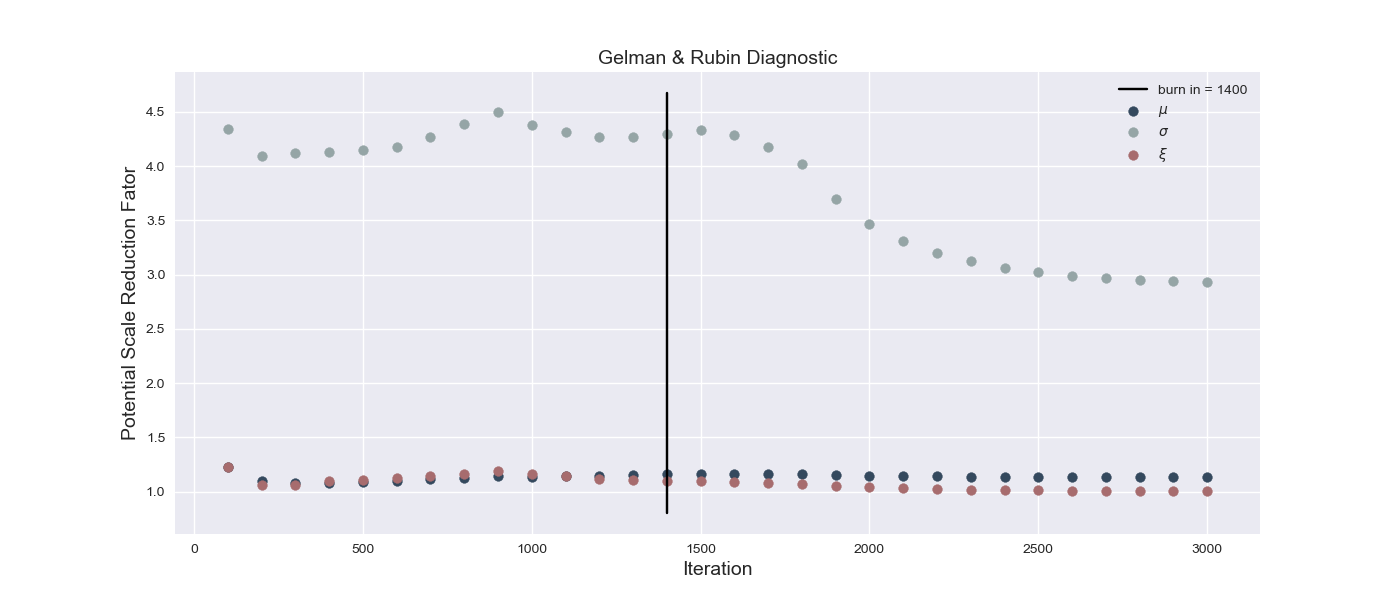 Gelman & Rubin Diagnostic
burn in = 1400
μ
σ
ξ
Potential Scale Reduction Fator
4.5
4.0
3.5
3.0
2.5
2.0
1.5
1.0
0 500 1000 1500 2000 2500 3000
Iteration